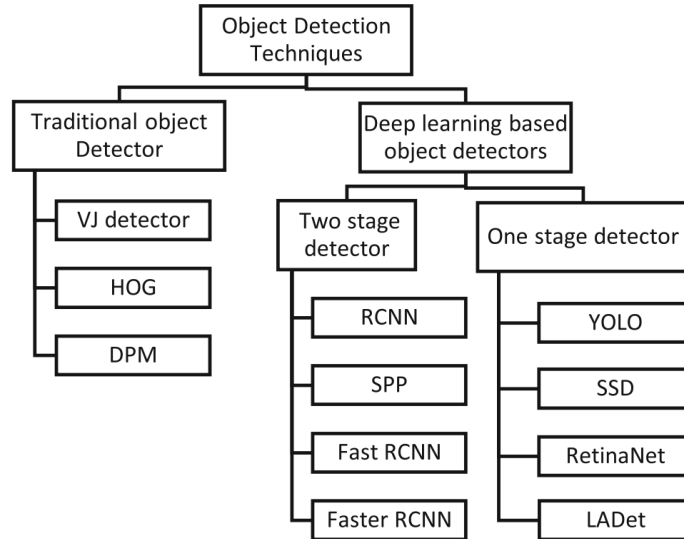 Object Detection
Techniques
Traditional object
Detector
Deep learning based
object detectors
VJ detector
HOG
DPM
Two stage
detector
RCNN
SPP
Fast RCNN
Faster RCNN
One stage detector
YOLO
SSD
RetinaNet
LADet